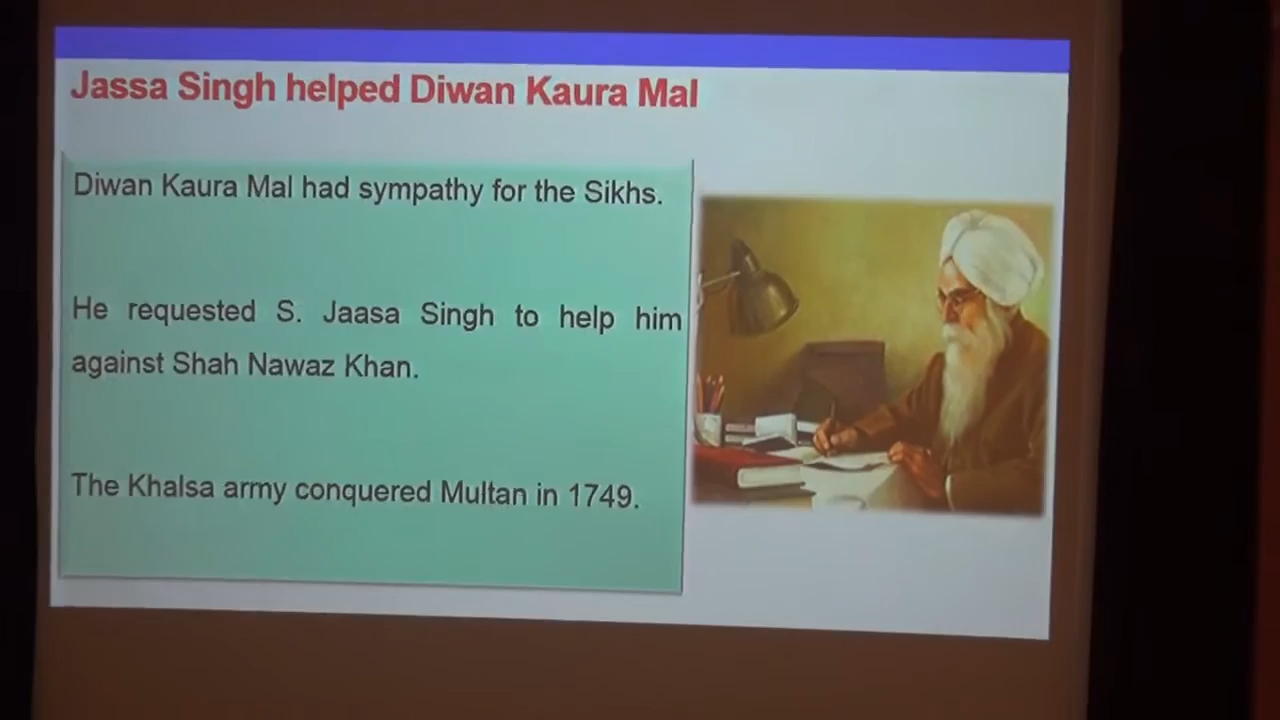 Jassa Singh helped Diwan Kaura Mal
Diwan Kaura Mal had sympathy for the Sikhs.
He requested S. Jaasa Singh to help him
against Shah Nawaz Khan.
The Khalsa army conquered Multan in 1749.